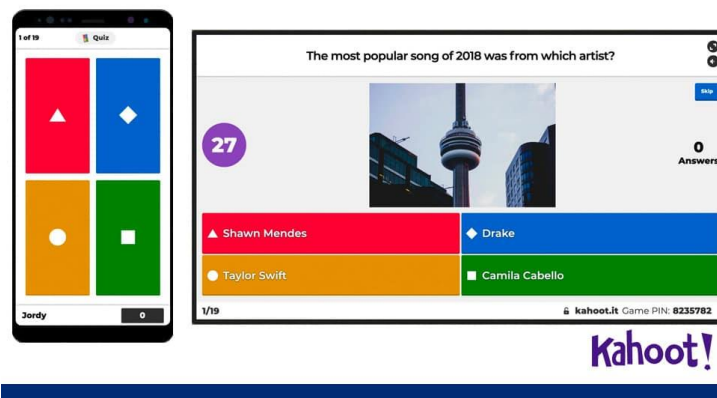 1 of 19
Quiz
Jordy
0
The most popular song of 2018 was from which artist?
Skip
27
0
Answers
Shawn Mendes
Drake
Taylor Swift
Camila Cabello
1/19
kahoot.it Game PIN: 8235782
Kahoot!